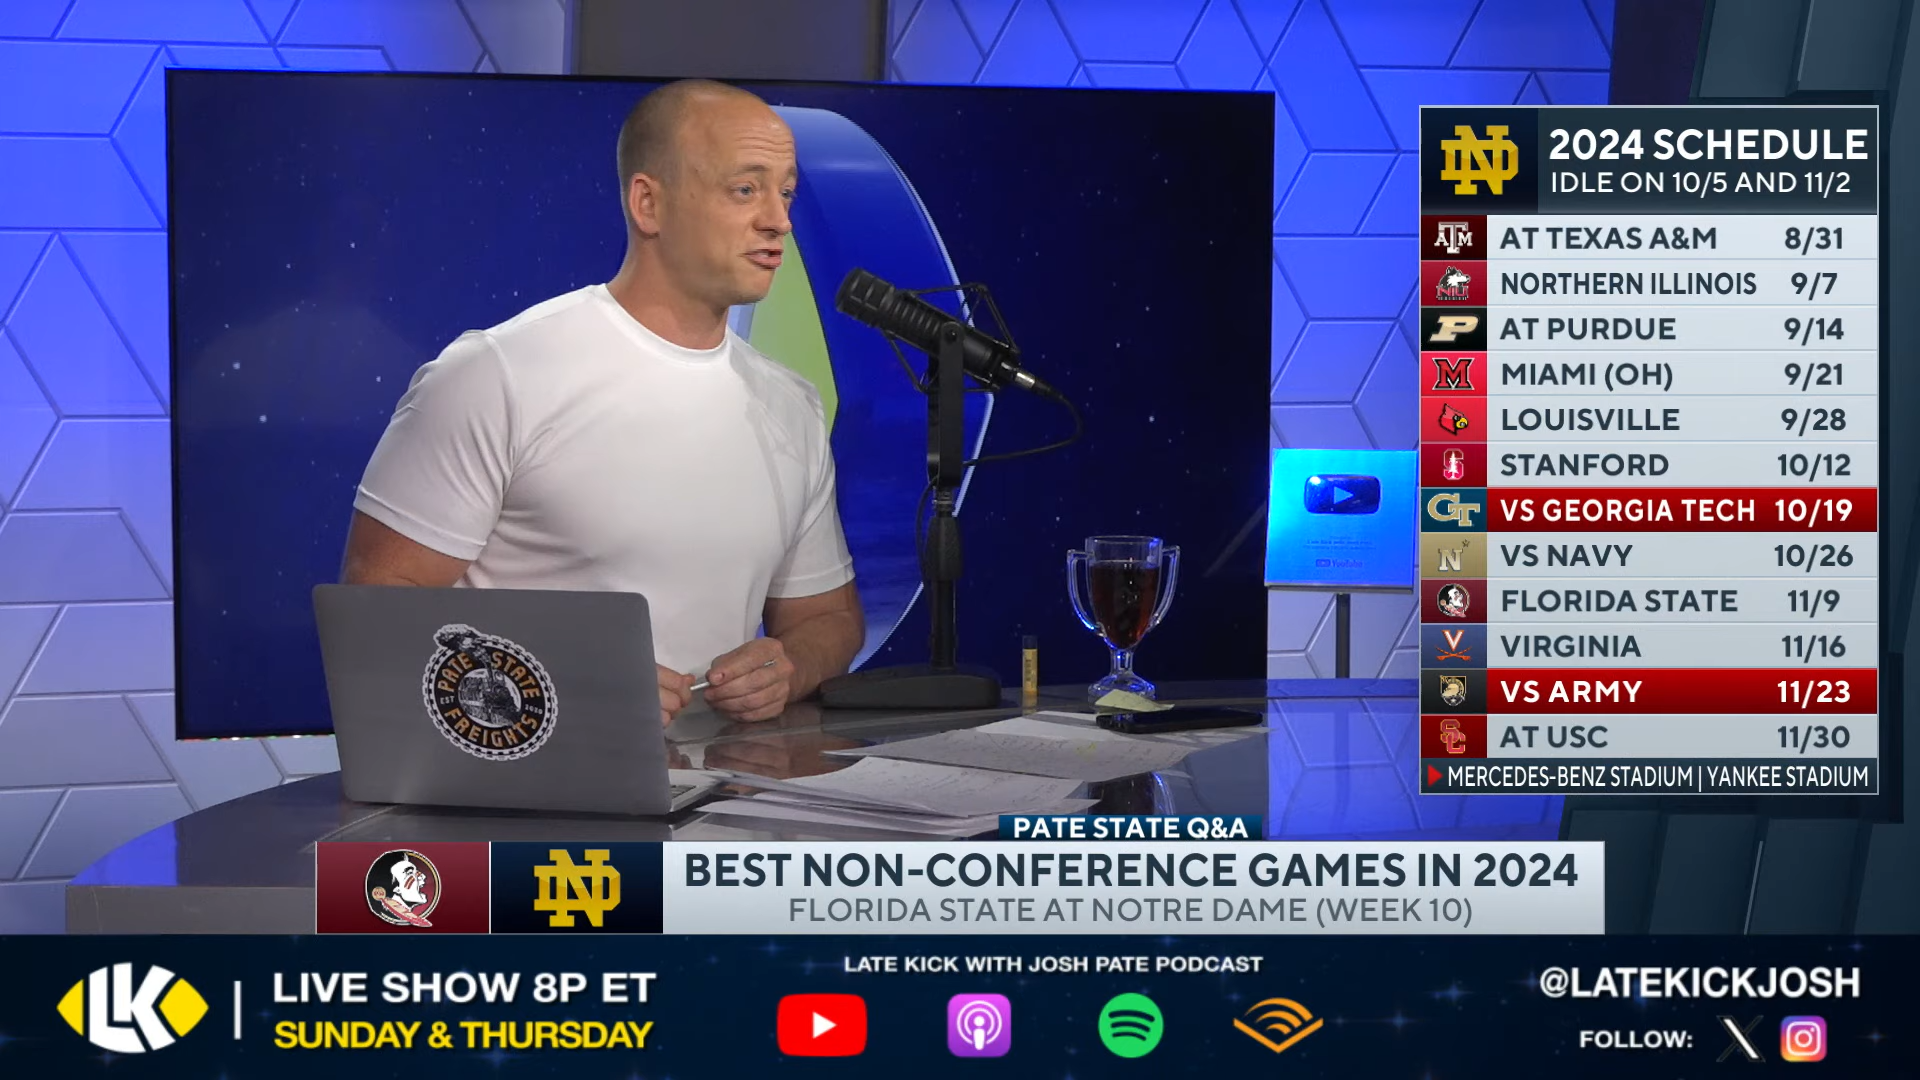 2024 SCHEDULE
IDLE ON 10/5 AND 11/2
AT TEXAS A&M 8/31
NORTHERN ILLINOIS 9/7
AT PURDUE 9/14
MIAMI (OH) 9/21
LOUISVILLE 9/28
STANFORD 10/12
VS GEORGIA TECH 10/19
VS NAVY 10/26
FLORIDA STATE 11/9
VIRGINIA 11/16
VS ARMY 11/23
AT USC 11/30
MERCEDES-BENZ STADIUM | YANKEE STADIUM
PATE STATE
EST 2020
FREIGHTS
YouTube
PATE STATE Q&A
BEST NON-CONFERENCE GAMES IN 2024
FLORIDA STATE AT NOTRE DAME (WEEK 10)
LK
LIVE SHOW 8P ET
SUNDAY & THURSDAY
LATE KICK WITH JOSH PATE PODCAST
@LATEKICKJOSH
FOLLOW: